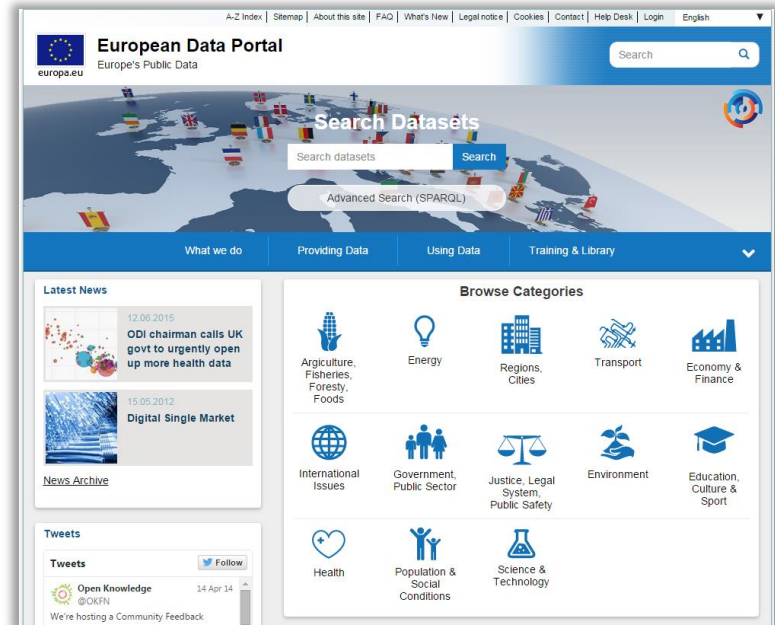 A-Z Index | Sitemap | About this site | FAQ | What's New | Legal notice | Cookies | Contact | Help Desk | Login English
European Data Portal
Europe's Public Data
europa.eu
Search
Search Datasets
Search datasets
Search
Advanced Search (SPARQL)
What we do
Providing Data
Using Data
Training & Library
Latest News
12.06.2015
ODI chairman calls UK
govt to urgently open
up more health data
15.05.2012
Digital Single Market
News Archive
Browse Categories
Argiculture,
Fisheries,
Foresty,
Foods
Energy
Regions,
Cities
Transport
Economy &
Finance
International
Issues
Government,
Public Sector
Justice, Legal
System,
Public Safety
Environment
Education,
Culture &
Sport
Health
Population &
Social
Conditions
Science &
Technology
Tweets
Tweets
Follow
Open Knowledge 14 Apr 14
@OKFN
We're hosting a Community Feedback